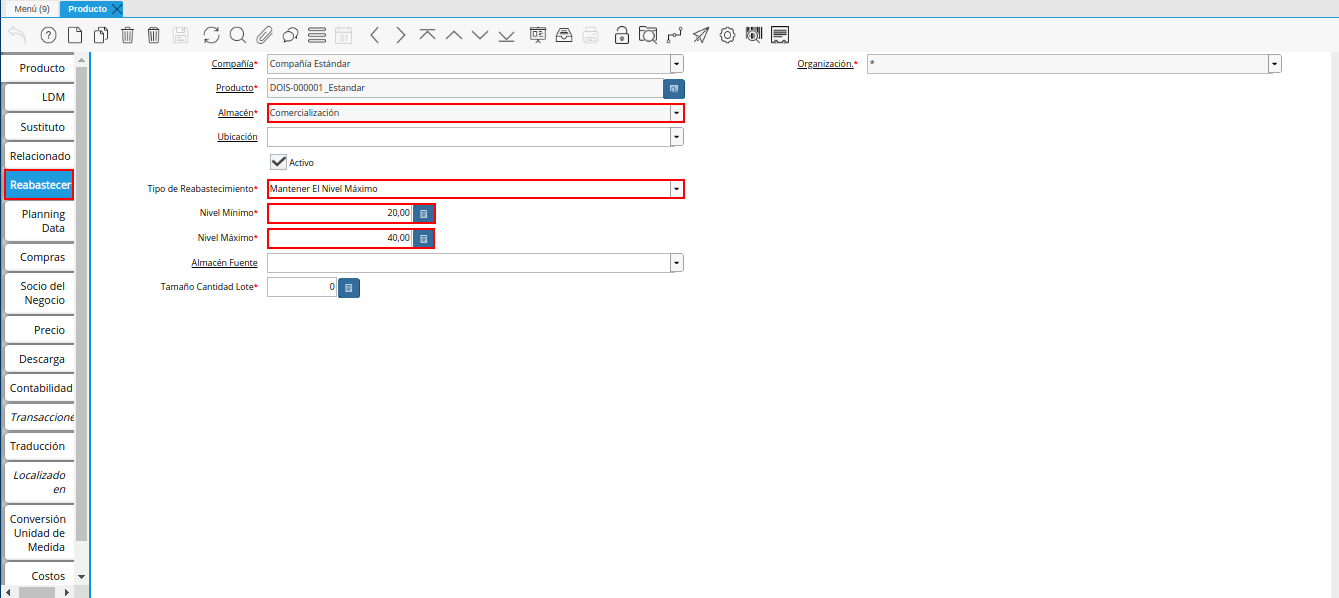 Menú (9)
Producto
Producto
LDM
Sustituto
Relacionado
Reabastecer
Planning
Data
Compras
Socio del
Negocio
Precio
Descarga
Contabilidad
Transaccione
Traducción
Localizado
en
Conversión
Unidad de
Medida
Costos
Compañía* Compañía Estándar
Organización.* *
Producto* DOIS-000001_Estandar
Almacén* Comercialización
Ubicación
Activo
Tipo de Reabastecimiento* Mantener El Nivel Máximo
Nivel Mínimo* 20,00
Nivel Máximo* 40,00
Almacén Fuente
Tamaño Cantidad Lote* 0